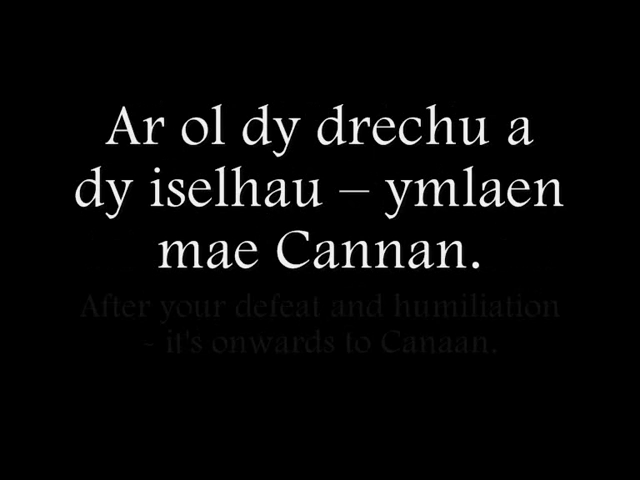 Ar ol dy drechu a
dy iselhau – ymlaen
mae Cannan.
After your defeat and humiliation
- it's onwards to Canaan.